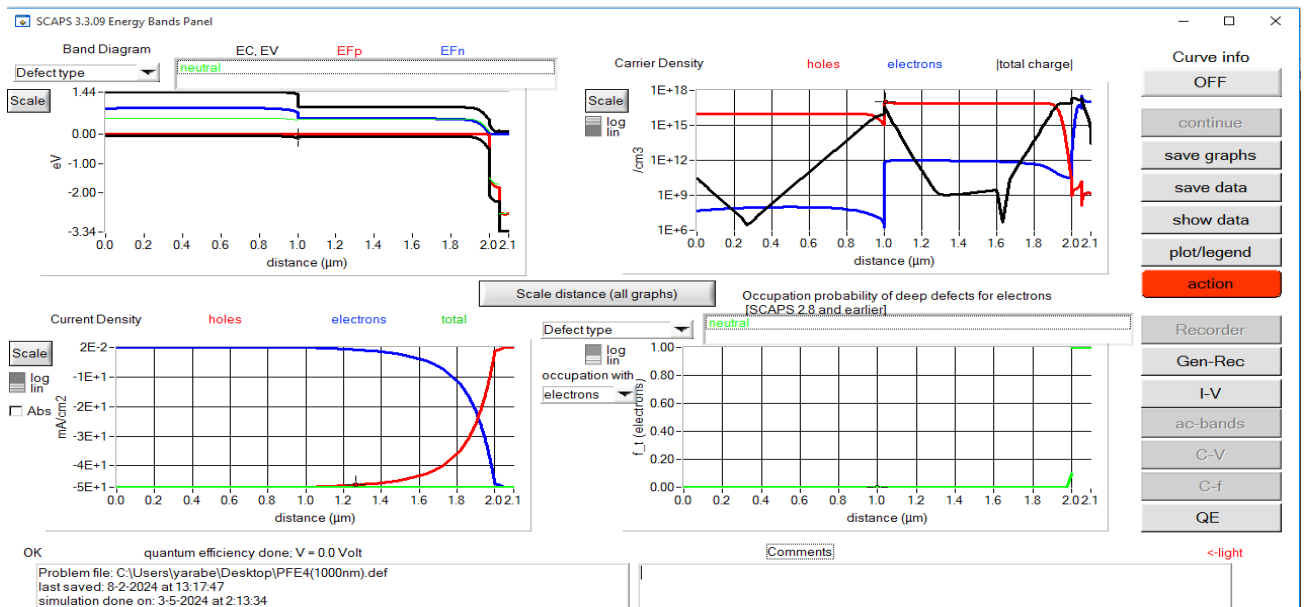 SCAPS 3.3.09 Energy Bands Panel
Band Diagram EC, EV EFp EFn
Defect type neutral
Scale
1.44
0.00
-1.00
-2.00
-3.34
eV
0.0 0.2 0.4 0.6 0.8 1.0 1.2 1.4 1.6 1.8 2.0 2.1
distance (µm)
Carrier Density holes electrons |total charge|
Scale
log
lin
1E+18
1E+15
1E+12
1E+9
1E+6
/cm3
0.0 0.2 0.4 0.6 0.8 1.0 1.2 1.4 1.6 1.8 2.0 2.1
distance (µm)
Curve info
OFF
continue
save graphs
save data
show data
plot/legend
action
Scale distance (all graphs)
Current Density holes electrons total
Scale
log
lin
Abs
2E-2
-1E+1
-2E+1
-3E+1
-4E+1
-5E+1
mA/cm2
0.0 0.2 0.4 0.6 0.8 1.0 1.2 1.4 1.6 1.8 2.0 2.1
distance (µm)
Occupation probability of deep defects for electrons
[SCAPS 2.8 and earlier]
Defect type neutral
log
lin
occupation with
electrons
1.00
0.80
0.60
0.40
0.20
0.00
f_t (electrons)
0.0 0.2 0.4 0.6 0.8 1.0 1.2 1.4 1.6 1.8 2.0 2.1
distance (µm)
Recorder
Gen-Rec
I-V
ac-bands
C-V
C-f
QE
OK quantum efficiency done; V = 0.0 Volt
Comments
<-light
Problem file: C:\Users\yarabe\Desktop\PFE4(1000nm).def
last saved: 8-2-2024 at 13:17:47
simulation done on: 3-5-2024 at 2:13:34